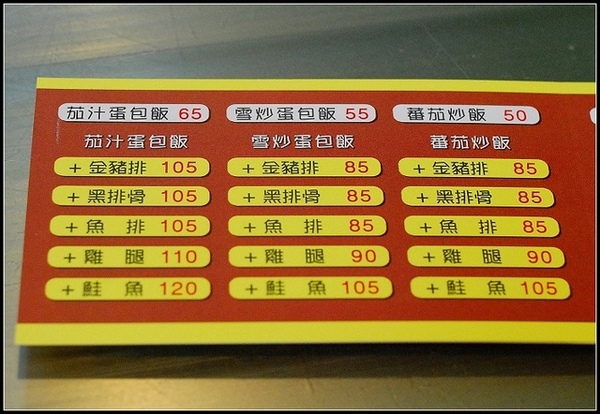 茄汁蛋包飯 65
茄汁蛋包飯
+ 金豬排 105
+ 黑排骨 105
+ 魚 排 105
+ 雞 腿 110
+ 鮭 魚 120
雪炒蛋包飯 55
雪炒蛋包飯
+ 金豬排 85
+ 黑排骨 85
+ 魚 排 85
+ 雞 腿 90
+ 鮭 魚 105
蕃茄炒飯 50
蕃茄炒飯
+ 金豬排 85
+ 黑排骨 85
+ 魚 排 85
+ 雞 腿 90
+ 鮭 魚 105